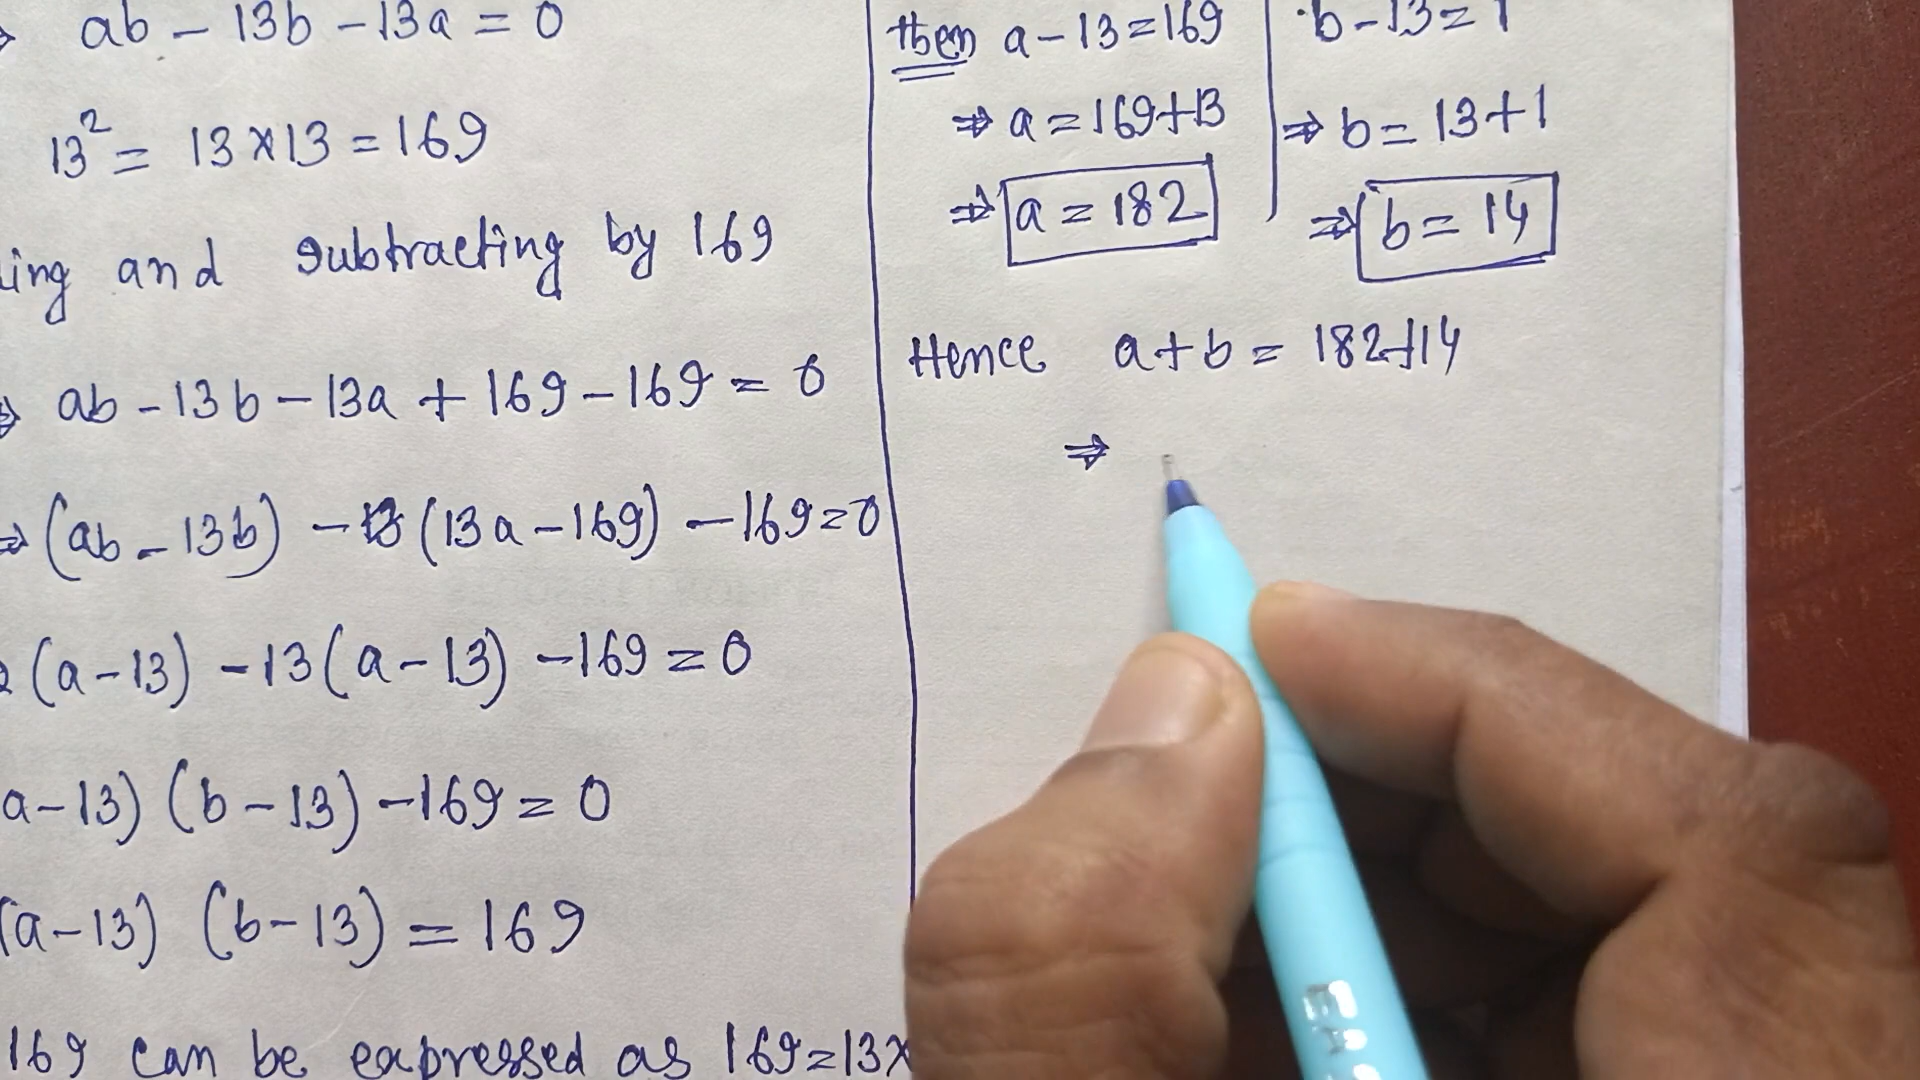 ab - 13b - 13a = 0
13² = 13×13 = 169
ing and subtracting by 169
ab - 13b - 13a + 169 - 169 = 0
⇒ (ab - 13b) - (13a - 169) - 169 = 0
(a - 13) - 13(a - 13) - 169 = 0
a - 13) (b - 13) - 169 = 0
(a - 13) (b - 13) = 169
169 can be expressed as 169 = 13×
then a - 13 = 169
⇒ a = 169 + 13
⇒ a = 182
b - 13 = 1
⇒ b = 13 + 1
⇒ b = 14
Hence a + b = 182 + 14
⇒